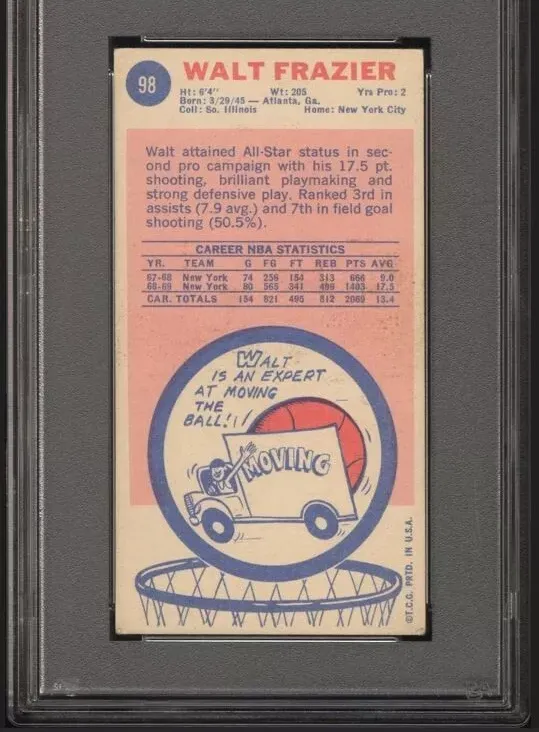 98
WALT FRAZIER
Ht: 6'4" Wt: 205 Yrs Pro: 2
Born: 3/29/45 — Atlanta, Ga.
Coll: So. Illinois Home: New York City
Walt attained All-Star status in sec-
ond pro campaign with his 17.5 pt.
shooting, brilliant playmaking and
strong defensive play. Ranked 3rd in
assists (7.9 avg.) and 7th in field goal
shooting (50.5%).
CAREER NBA STATISTICS
YR. TEAM G FG FT REB PTS AVG
67-68 New York 74 256 154 313 666 9.0
68-69 New York 80 565 341 499 1403 17.5
CAR. TOTALS 154 821 495 812 2069 13.4
WALT
IS AN EXPERT
AT MOVING
THE
BALL!!
MOVING
©T.C.G. PRTD. IN U.S.A.